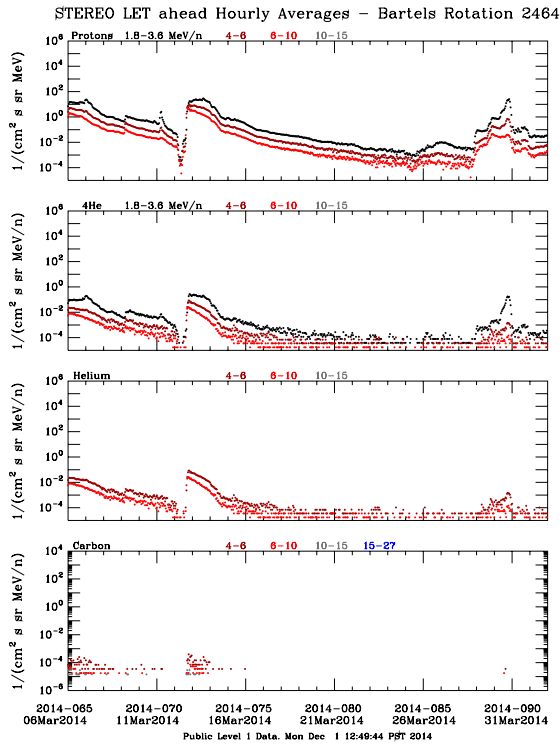 STEREO LET ahead Hourly Averages - Bartels Rotation 2464
Protons 1.8-3.6 MeV/n 4-6 6-10 10-15
1/(cm² s sr MeV)
10⁶
10⁴
10²
10⁰
10⁻²
10⁻⁴
4He 1.8-3.6 MeV/n 4-6 6-10 10-15
1/(cm² s sr MeV/n)
10⁶
10⁴
10²
10⁰
10⁻²
10⁻⁴
Helium 4-6 6-10 10-15
1/(cm² s sr MeV/n)
10⁶
10⁴
10²
10⁰
10⁻²
10⁻⁴
Carbon 4-6 6-10 10-15 15-27
1/(cm² s sr MeV/n)
10⁴
10²
10⁰
10⁻²
10⁻⁴
10⁻⁶
2014-065 2014-070 2014-075 2014-080 2014-085 2014-090
06Mar2014 11Mar2014 16Mar2014 21Mar2014 26Mar2014 31Mar2014
Public Level 1 Data. Mon Dec 1 12:49:44 PST 2014